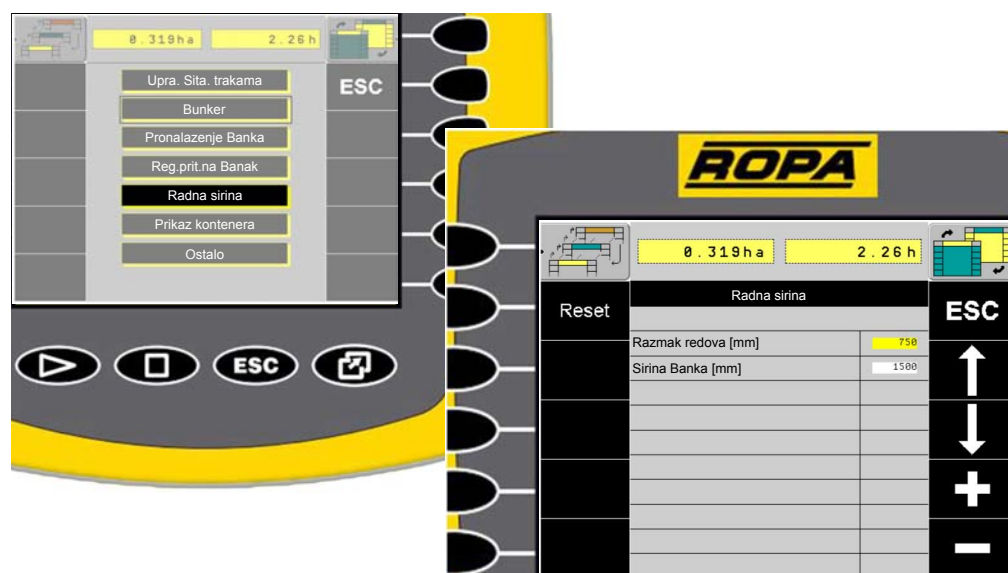 0.319ha 2.26h
Upra. Sita. trakama
ESC
Bunker
Pronalazenje Banka
Reg.prit.na Banak
Radna sirina
Prikaz kontenera
Ostalo
ESC
ROPA
0.319ha 2.26h
Reset
Radna sirina
ESC
Razmak redova [mm] 750
Sirina Banka [mm] 1500